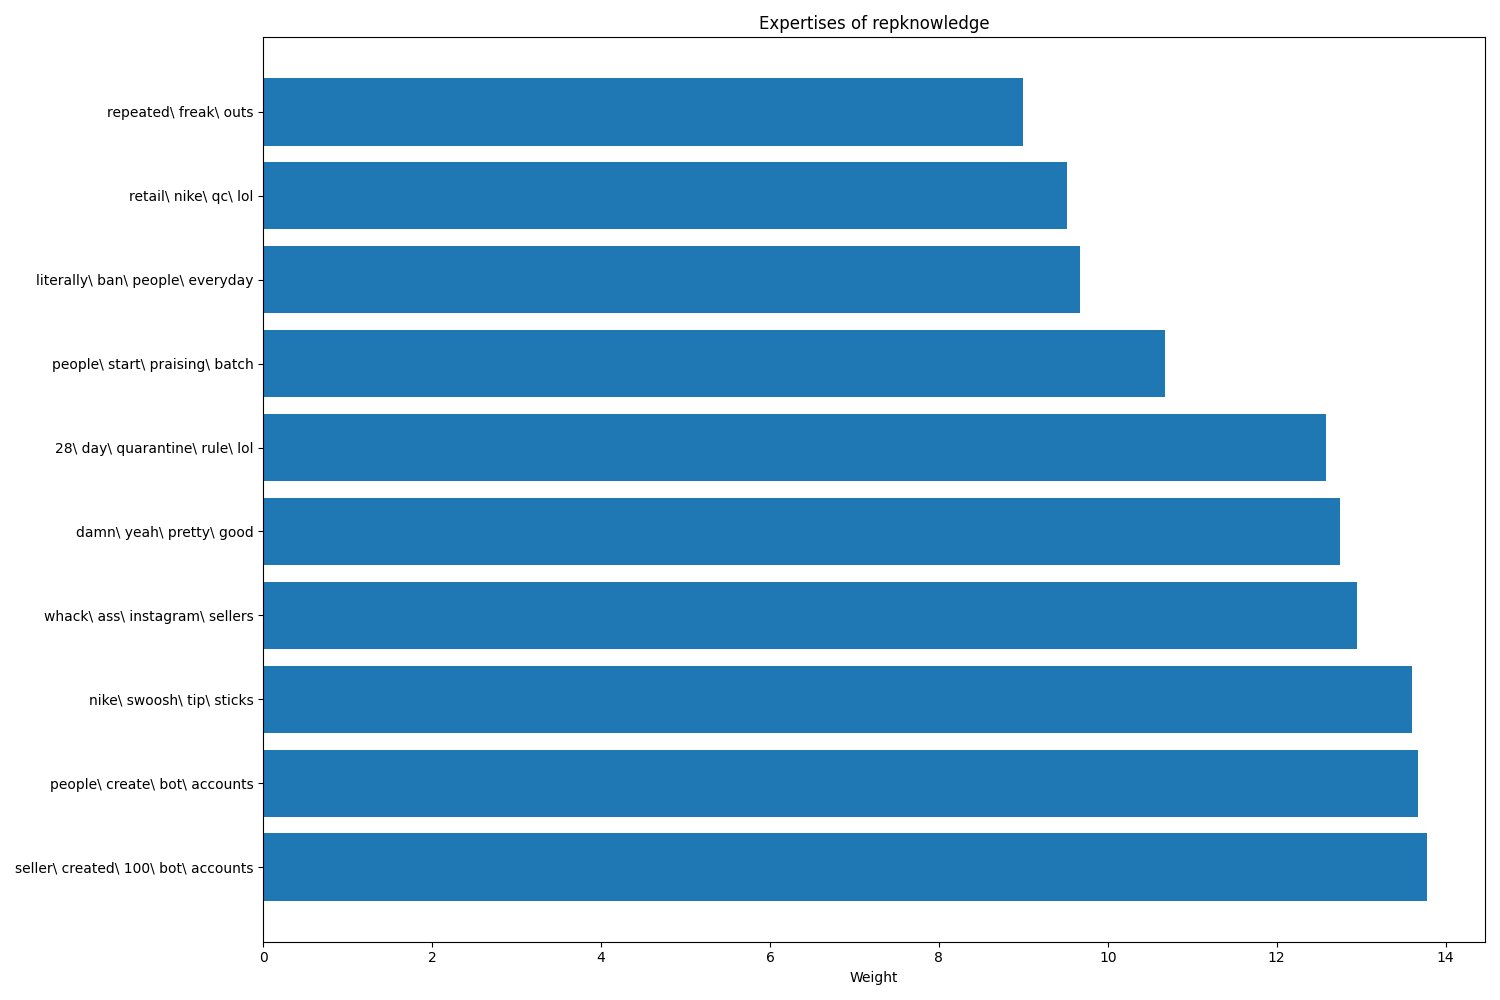 Expertises of repknowledge
repeated\ freak\ outs
retail\ nike\ qc\ lol
literally\ ban\ people\ everyday
people\ start\ praising\ batch
28\ day\ quarantine\ rule\ lol
damn\ yeah\ pretty\ good
whack\ ass\ instagram\ sellers
nike\ swoosh\ tip\ sticks
people\ create\ bot\ accounts
seller\ created\ 100\ bot\ accounts
0 2 4 6 8 10 12 14
Weight